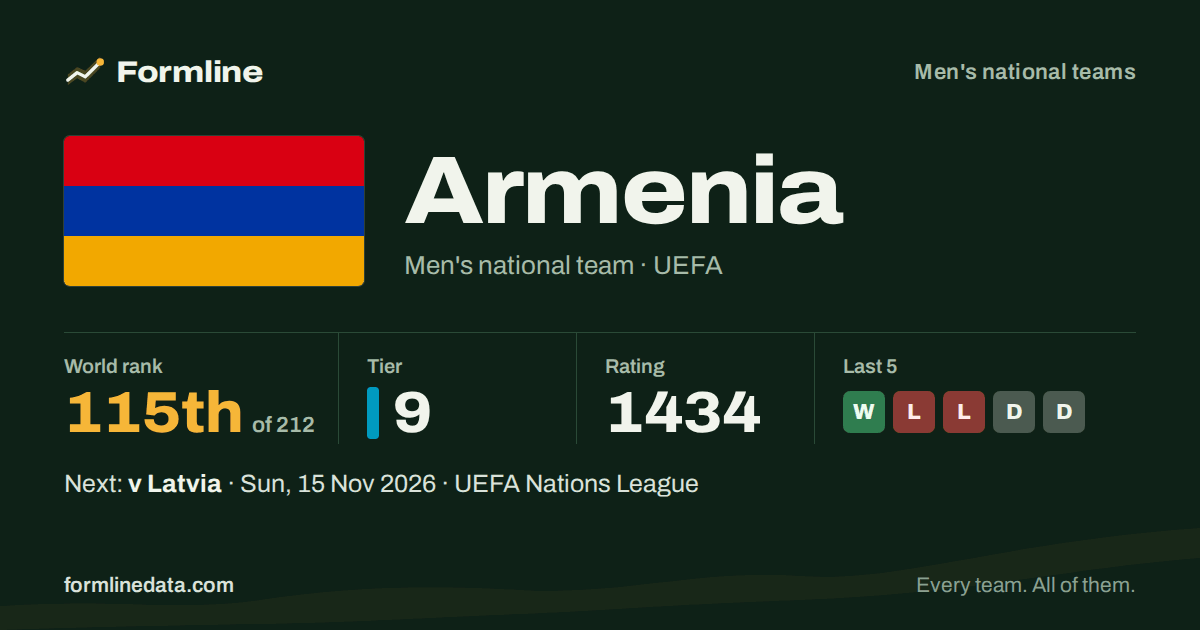 Formline
Men's national teams
Armenia
Men's national team · UEFA
World rank
115th of 212
Tier
9
Rating
1434
Last 5
W L L D D
Next: v Latvia · Sun, 15 Nov 2026 · UEFA Nations League
formlinedata.com
Every team. All of them.